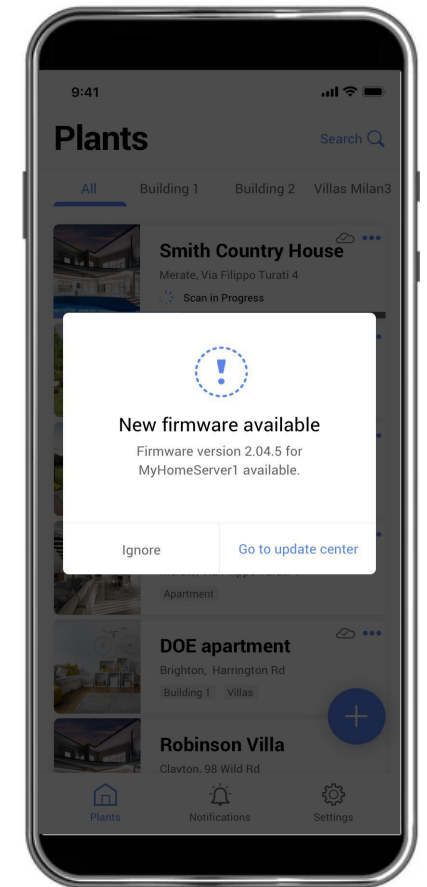 9:41
Plants
Search
All Building 1 Building 2 Villas Milan3
Smith Country House
Merate, Via Filippo Turati 4
Scan in Progress
New firmware available
Firmware version 2.04.5 for
MyHomeServer1 available.
Ignore Go to update center
Apartment
DOE apartment
Brighton, Harrington Rd
Building 1 Villas
Robinson Villa
Clayton, 98 Wild Rd
Plants Notifications Settings